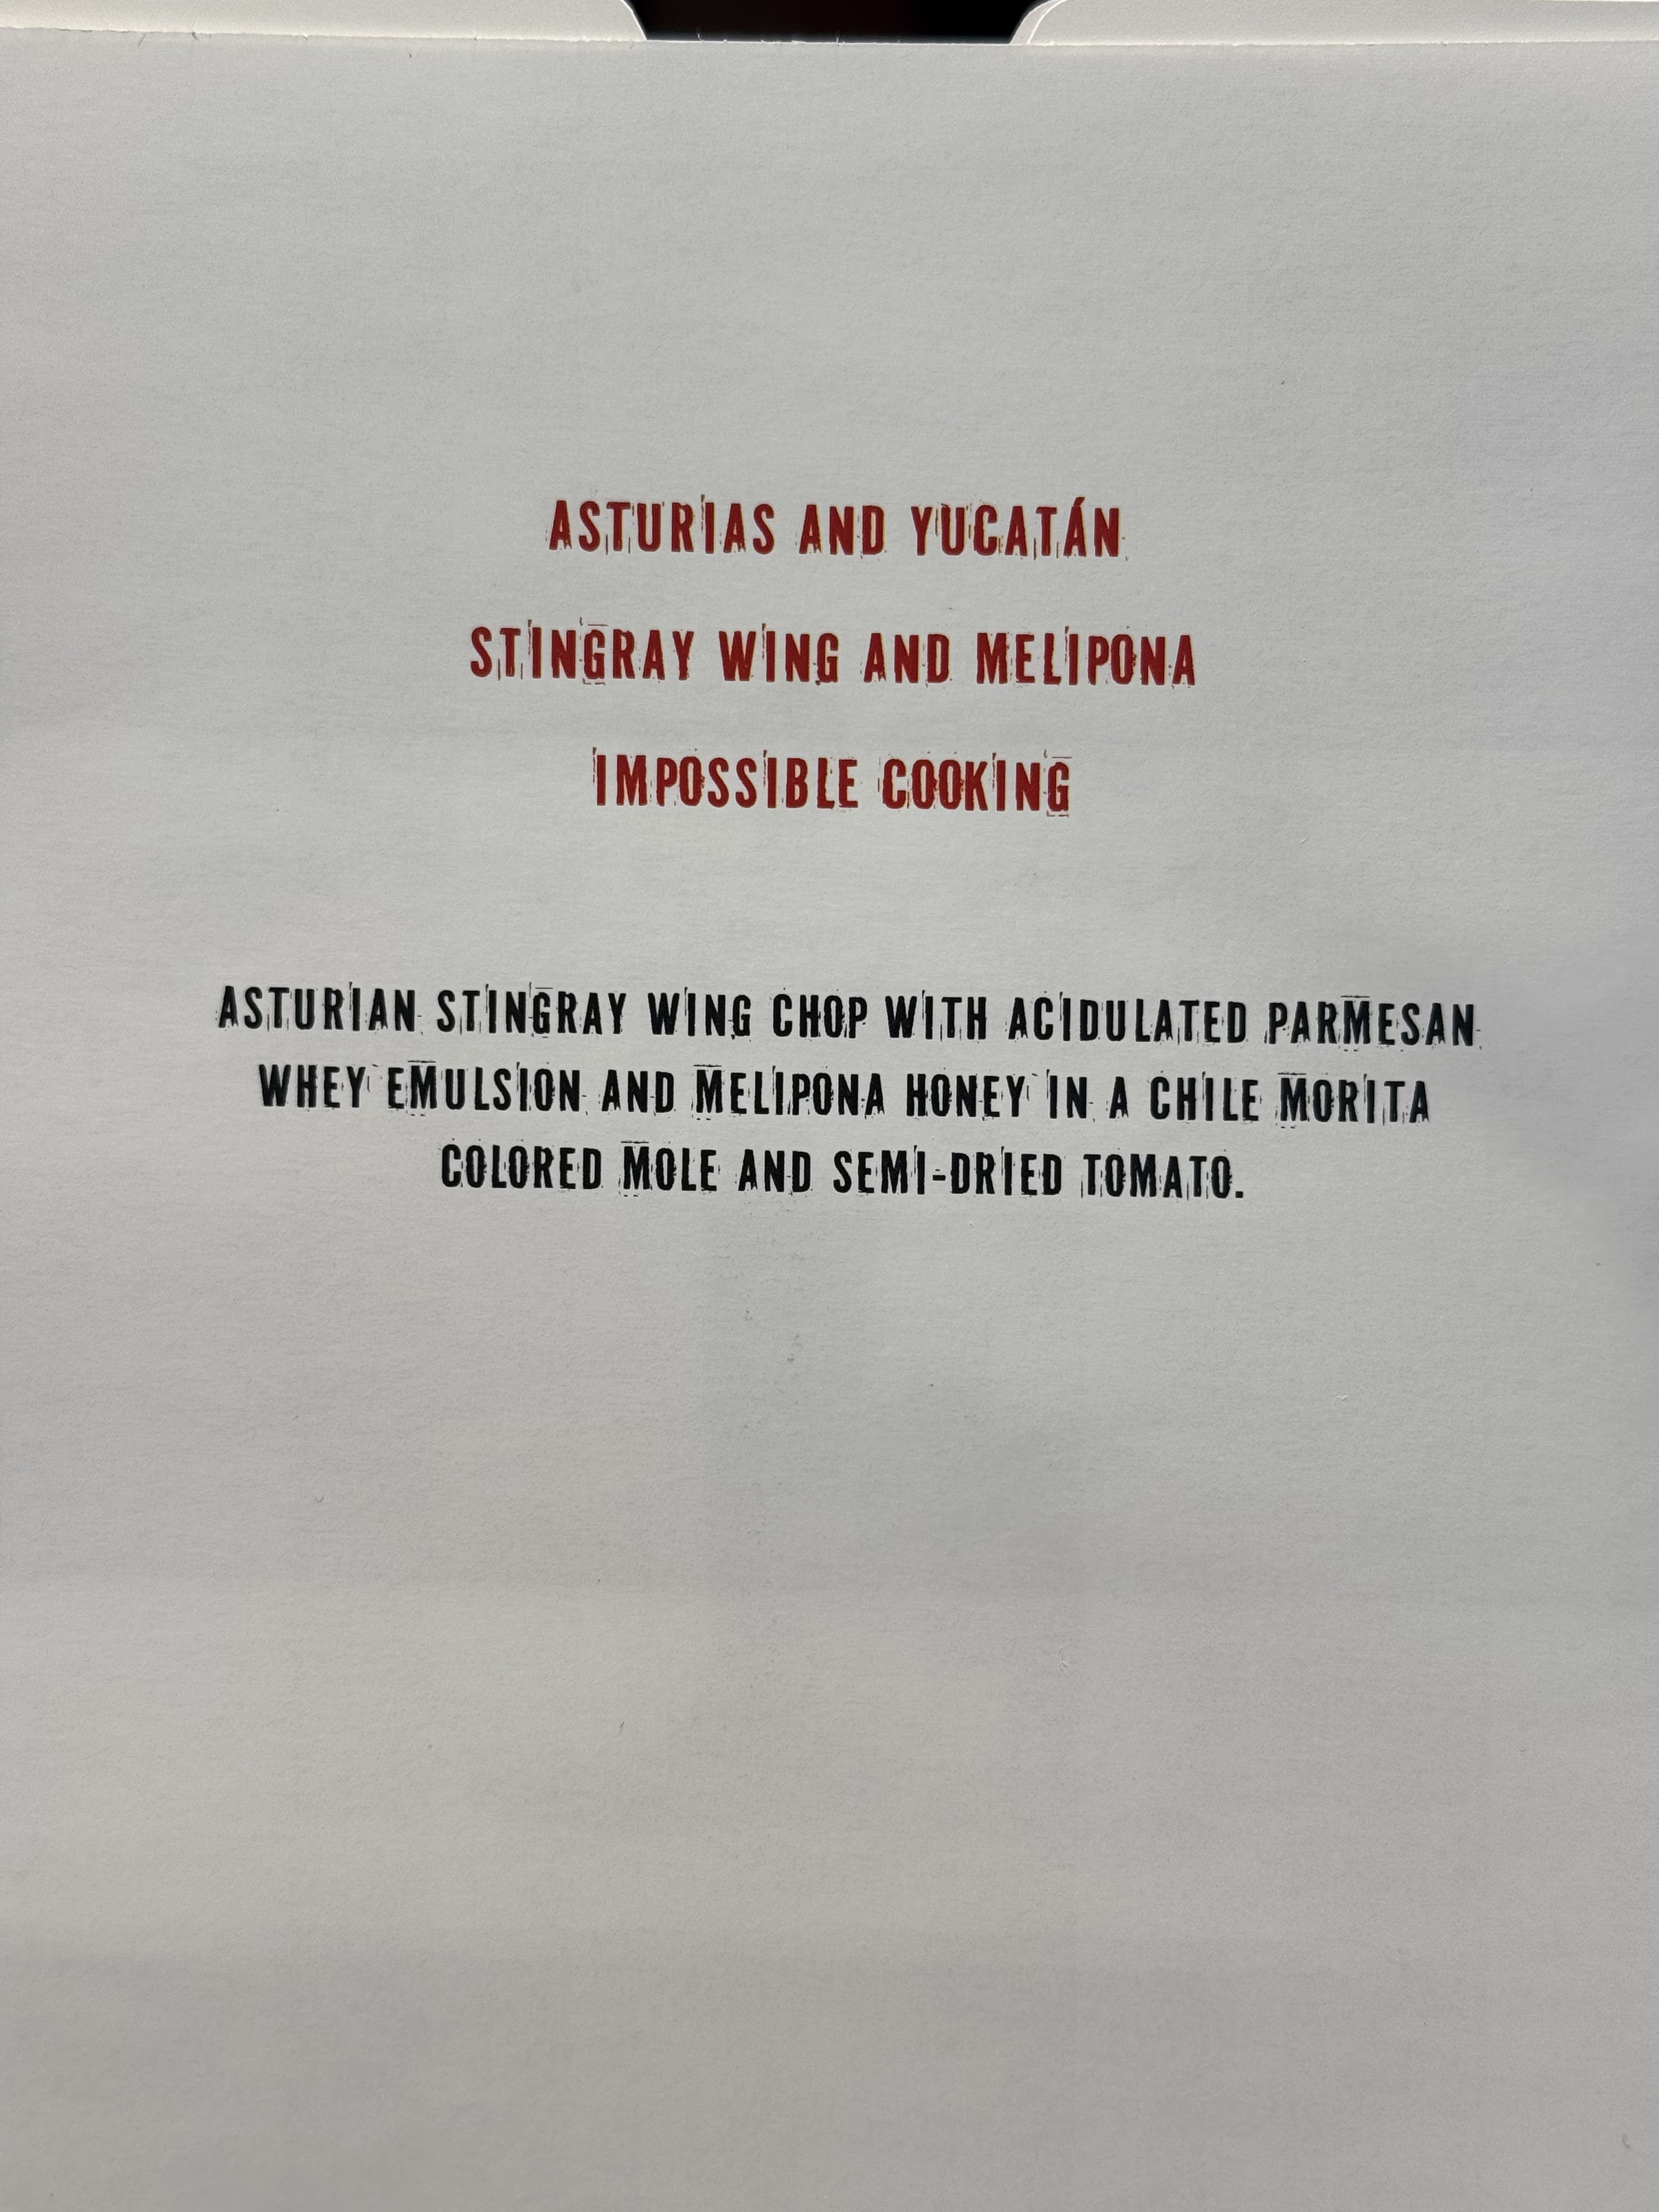 ASTURIAS AND YUCATÁN
STINGRAY WING AND MELIPONA
IMPOSSIBLE COOKING
ASTURIAN STINGRAY WING CHOP WITH ACIDULATED PARMESAN
WHEY EMULSION AND MELIPONA HONEY IN A CHILE MORITA
COLORED MOLE AND SEMI-DRIED TOMATO.